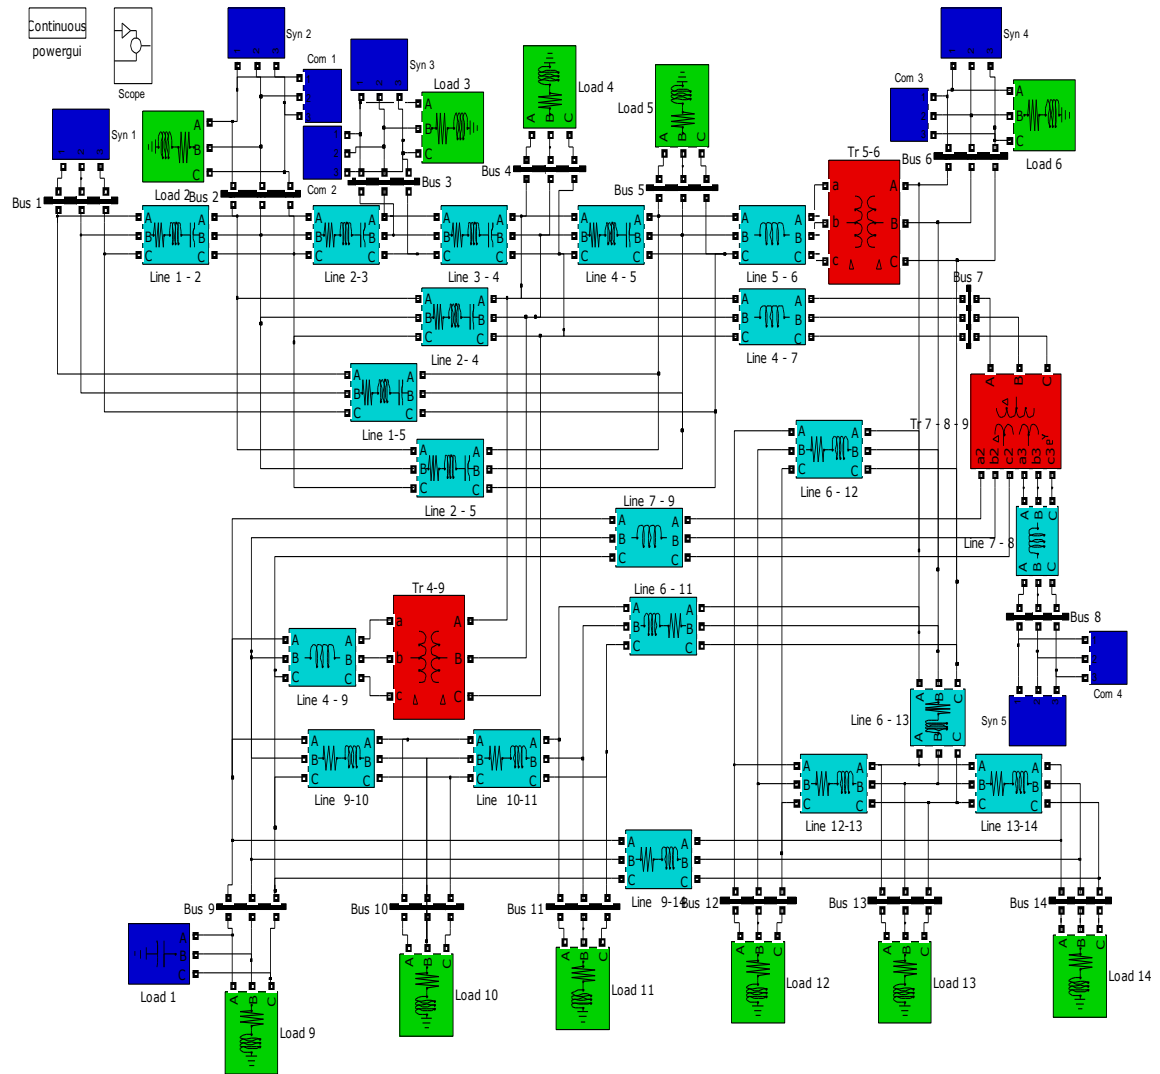 Continuous
powergui
Scope
Syn 2
Com 1
Syn 3
Load 3
Load 4
Load 5
Syn 4
Com 3
Load 6
Syn 1
Load 2
Com 2
Bus 1
Bus 2
Bus 3
Bus 4
Bus 5
Bus 6
Tr 5-6
Line 1 - 2
Line 2-3
Line 3 - 4
Line 4 - 5
Line 5 - 6
Bus 7
Line 2 - 4
Line 4 - 7
Line 1-5
Tr 7 - 8 - 9
Line 2 - 5
Line 6 - 12
Line 7 - 9
Line 7 - 8
Tr 4-9
Line 6 - 11
Bus 8
Line 4 - 9
Com 4
Line 6 - 13
Syn 5
Line 9-10
Line 10-11
Line 12-13
Line 13-14
Line 9-14
Bus 9
Bus 10
Bus 11
Bus 12
Bus 13
Bus 14
Load 1
Load 9
Load 10
Load 11
Load 12
Load 13
Load 14